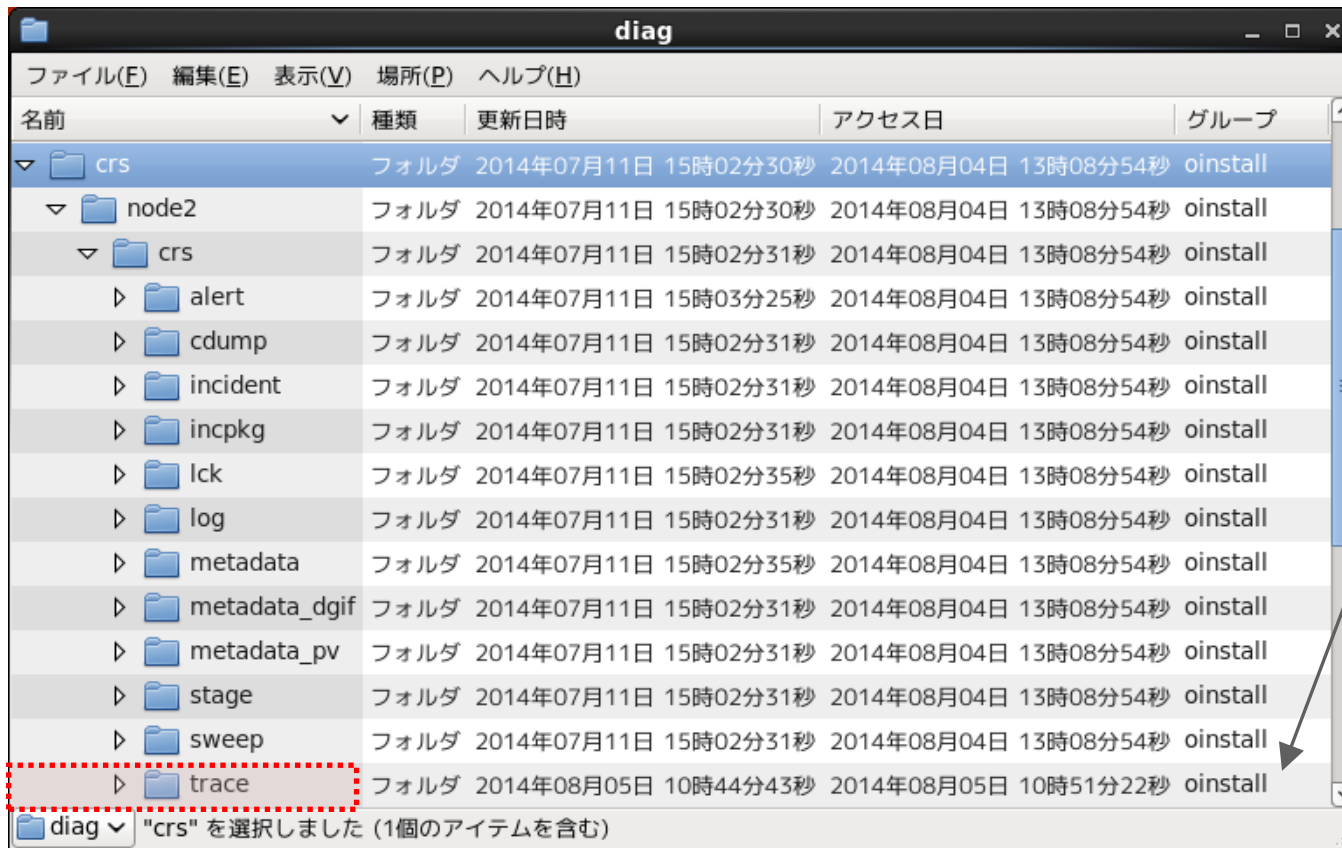 diag
ファイル(F) 編集(E) 表示(V) 場所(P) ヘルプ(H)
名前 種類 更新日時 アクセス日 グループ
crs フォルダ 2014年07月11日 15時02分30秒 2014年08月04日 13時08分54秒 oinstall
node2 フォルダ 2014年07月11日 15時02分30秒 2014年08月04日 13時08分54秒 oinstall
crs フォルダ 2014年07月11日 15時02分31秒 2014年08月04日 13時08分54秒 oinstall
alert フォルダ 2014年07月11日 15時03分25秒 2014年08月04日 13時08分54秒 oinstall
cdump フォルダ 2014年07月11日 15時02分31秒 2014年08月04日 13時08分54秒 oinstall
incident フォルダ 2014年07月11日 15時02分31秒 2014年08月04日 13時08分54秒 oinstall
incpkg フォルダ 2014年07月11日 15時02分31秒 2014年08月04日 13時08分54秒 oinstall
lck フォルダ 2014年07月11日 15時02分35秒 2014年08月04日 13時08分54秒 oinstall
log フォルダ 2014年07月11日 15時02分31秒 2014年08月04日 13時08分54秒 oinstall
metadata フォルダ 2014年07月11日 15時02分35秒 2014年08月04日 13時08分54秒 oinstall
metadata_dgif フォルダ 2014年07月11日 15時02分31秒 2014年08月04日 13時08分54秒 oinstall
metadata_pv フォルダ 2014年07月11日 15時02分31秒 2014年08月04日 13時08分54秒 oinstall
stage フォルダ 2014年07月11日 15時02分31秒 2014年08月04日 13時08分54秒 oinstall
sweep フォルダ 2014年07月11日 15時02分31秒 2014年08月04日 13時08分54秒 oinstall
trace フォルダ 2014年08月05日 10時44分43秒 2014年08月05日 10時51分22秒 oinstall
diag "crs" を選択しました (1個のアイテムを含む)